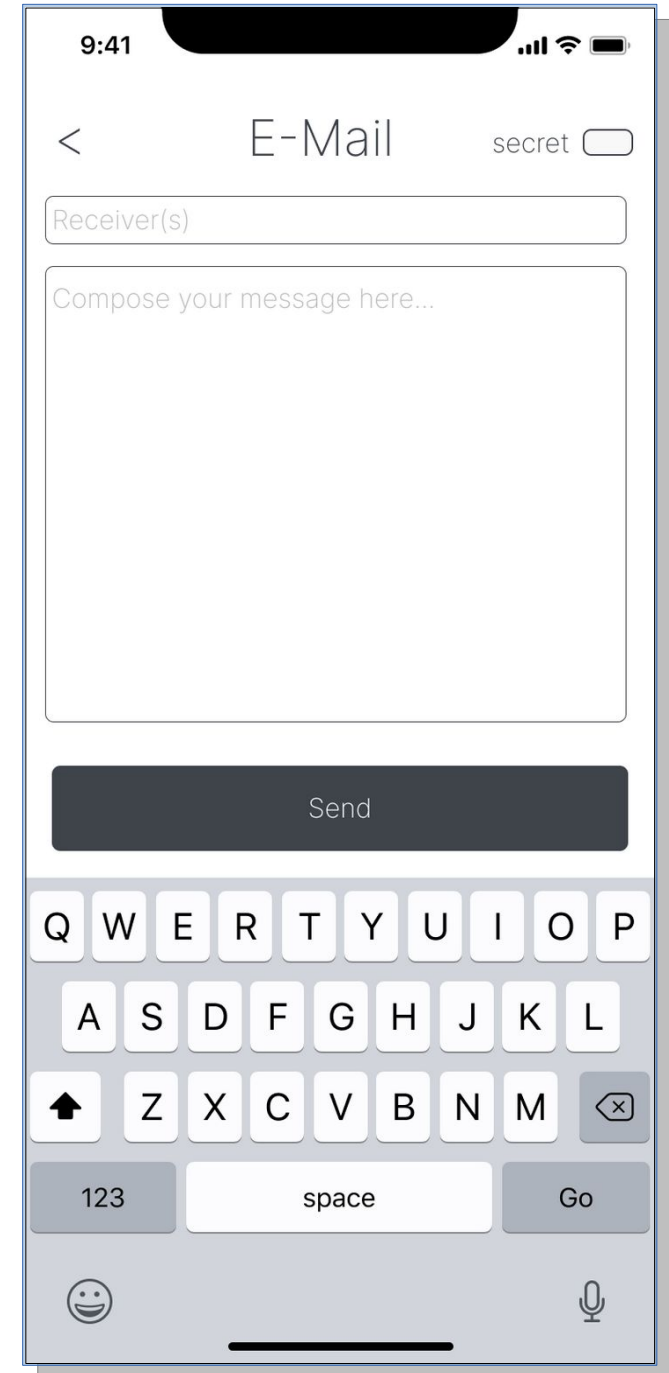 9:41
< E-Mail secret
Receiver(s)
Compose your message here...
Send
Q W E R T Y U I O P
A S D F G H J K L
Z X C V B N M
123 space Go